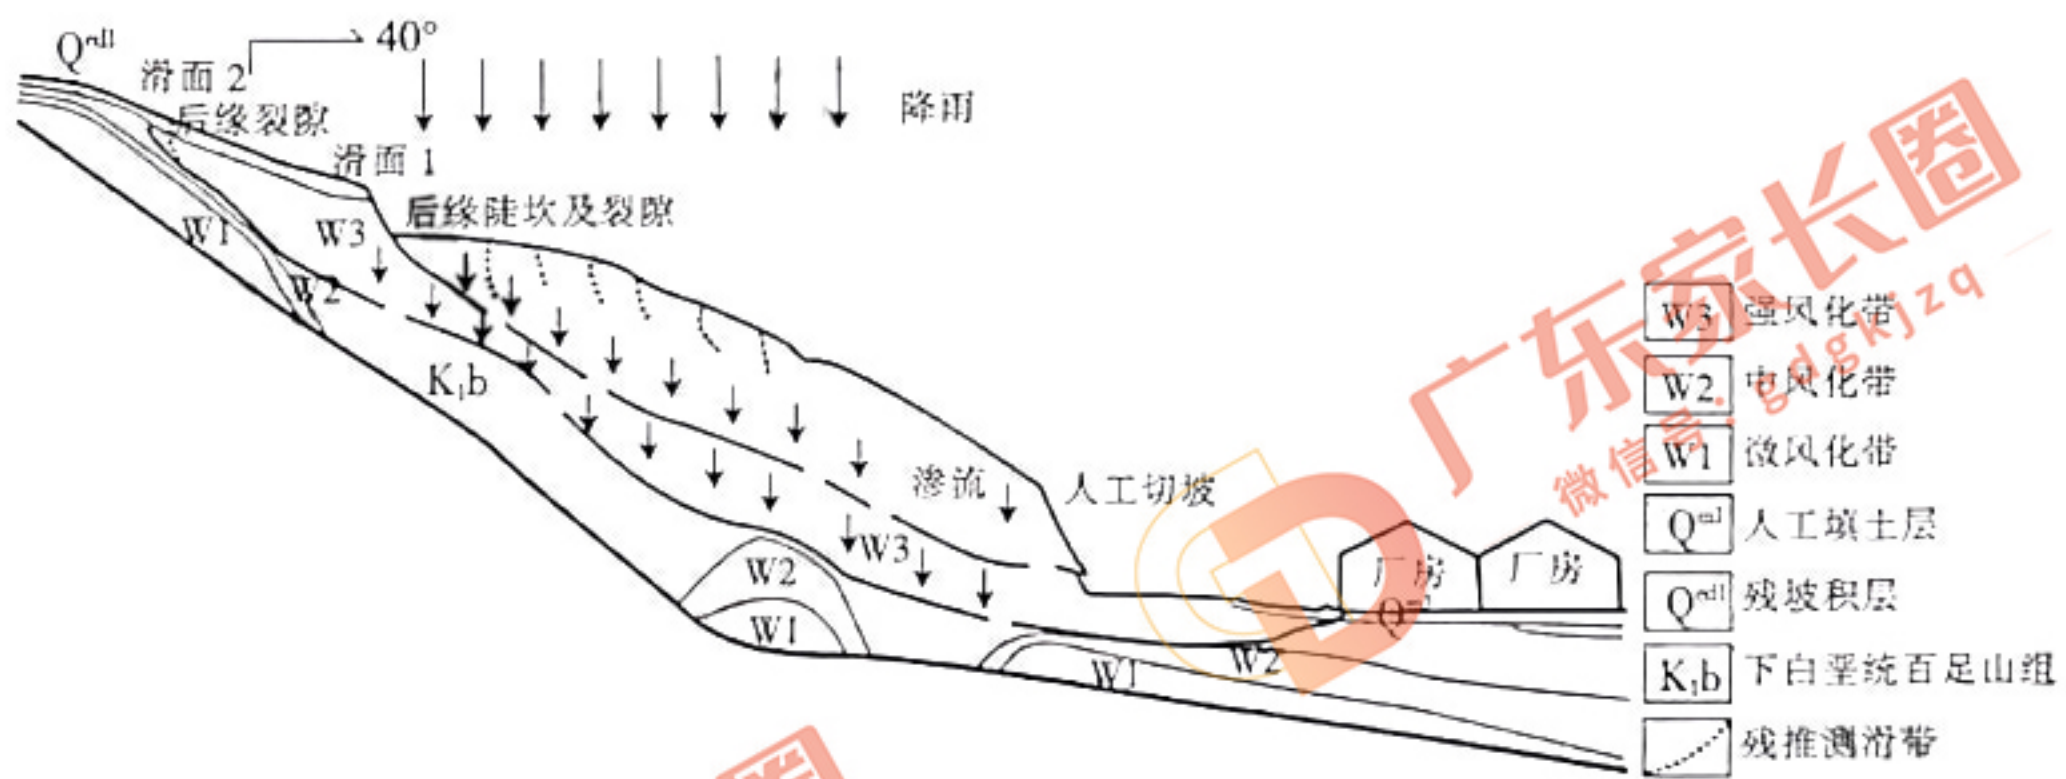 Qedl
40°
滑面 2
后缘裂隙
降雨
滑面 1
后缘陡坎及裂隙
W1
W3
W2
K₁b
渗流
人工切坡
W3
W2
W1
厂房
厂房
W2
W1
W3 强风化带
W2 中风化带
W1 微风化带
人工填土层
Qedl 残坡积层
K₁b 下白垩统百足山组
残推测滑带
广东家长圈
微信号：gdgkjzq
圈